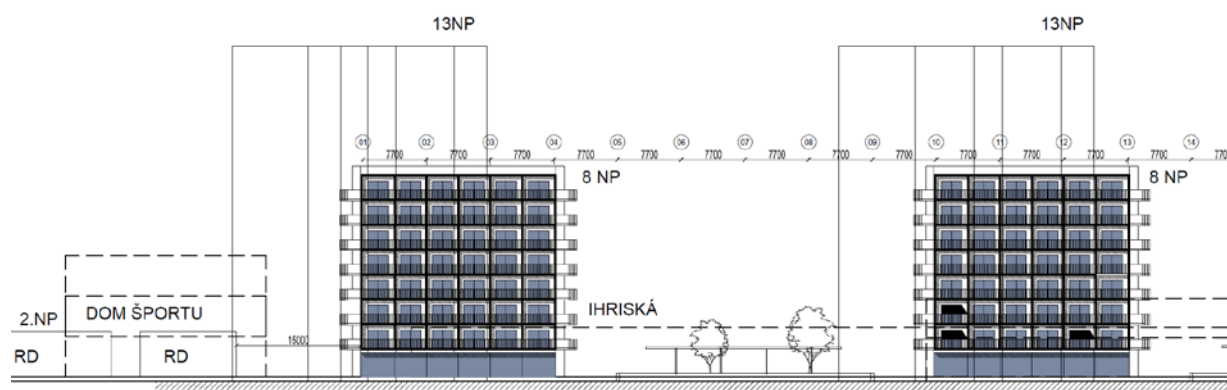 13NP 13NP
01 02 03 04 05 06 07 08 09 10 11 12 13 14
7700 7700 7700 7700 7700 7700 7700 7700 7700 7700 7700 7700 7700
8 NP 8 NP
DOM ŠPORTU
IHRISKÁ
2.NP
15000
RD RD